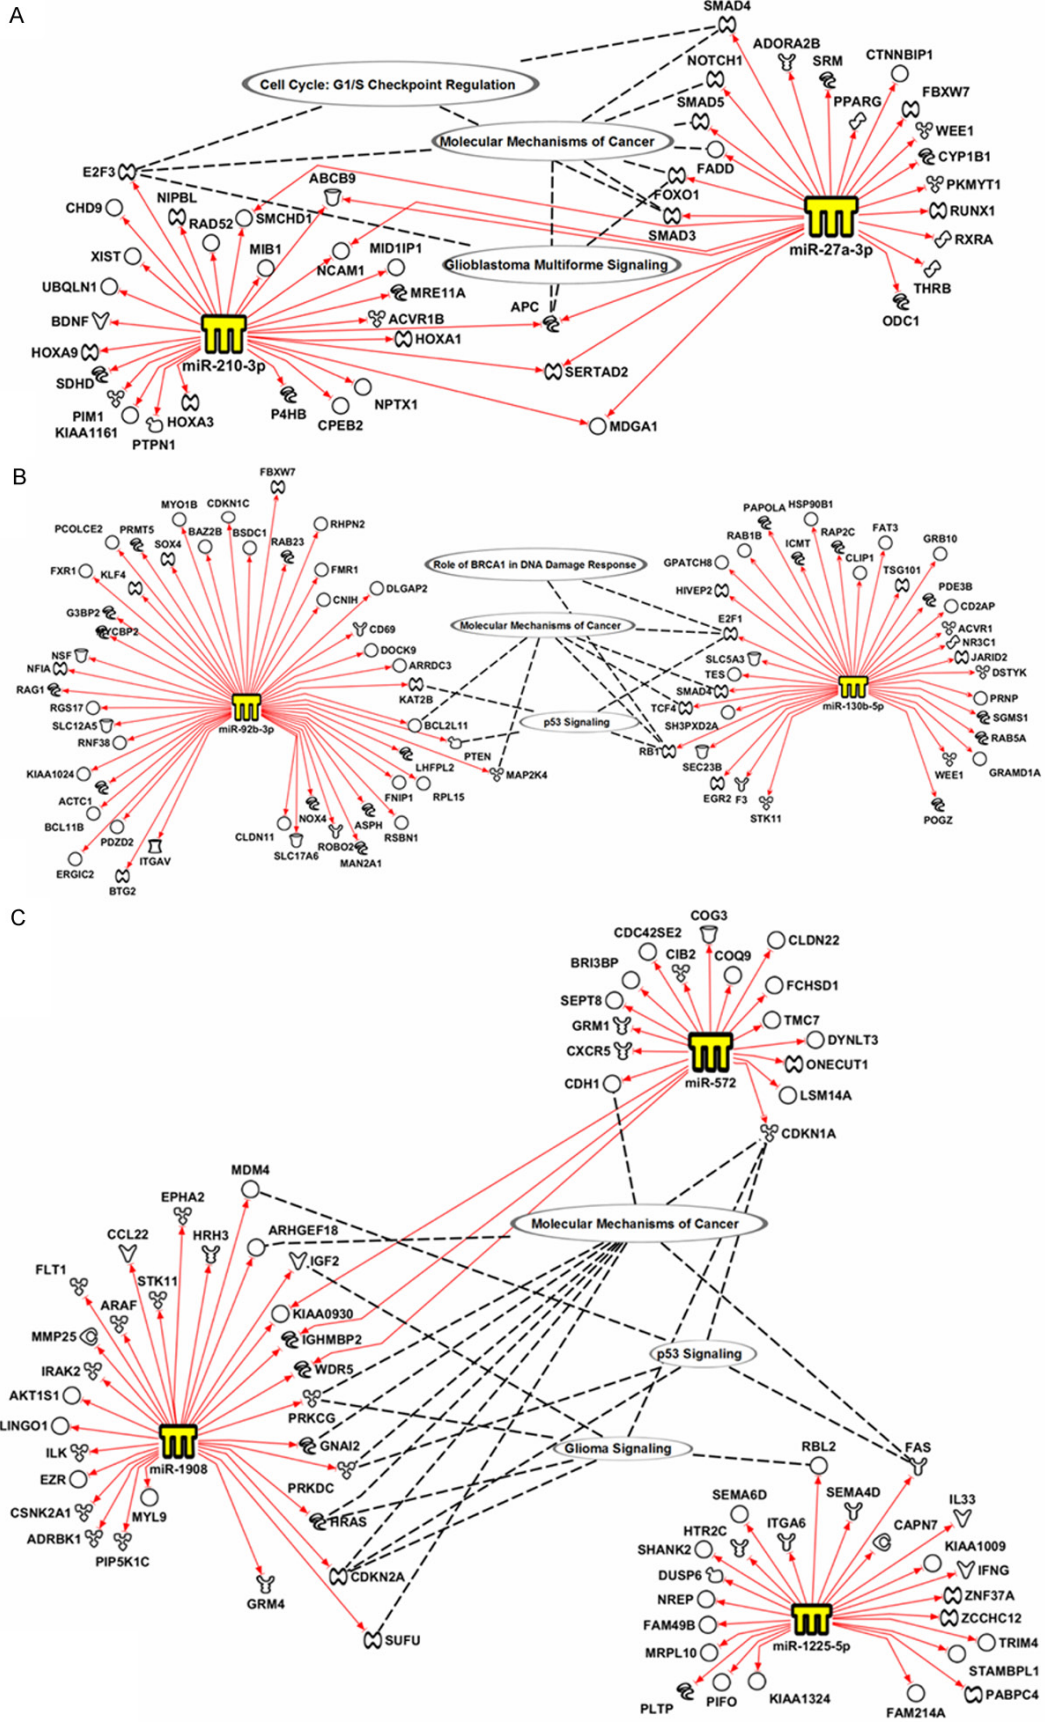 A
SMAD4
ADORA2B
CTNNBIP1
NOTCH1
SRM
Cell Cycle: G1/S Checkpoint Regulation
FBXW7
SMAD5
PPARG
WEE1
Molecular Mechanisms of Cancer
CYP1B1
FADD
E2F3
ABCB9
PKMYT1
NIPBL
FOXO1
CHD9
SMCHD1
RUNX1
RAD52
SMAD3
miR-27a-3p
RXRA
XIST
MIB1
MID1IP1
NCAM1
Glioblastoma Multiforme Signaling
THRB
UBQLN1
MRE11A
APC
ODC1
BDNF
ACVR1B
HOXA1
HOXA9
miR-210-3p
SERTAD2
SDHD
NPTX1
PIM1
HOXA3
P4HB
CPEB2
MDGA1
KIAA1161
PTPN1
B
FBXW7
MYO1B
CDKN1C
HSP90B1
PAPOLA
PCOLCE2
PRMT5
BAZ2B
BSDC1
RHPN2
RAP2C
FAT3
SOX4
RAB23
RAB1B
ICMT
GRB10
Role of BRCA1 in DNA Damage Response
GPATCH8
CLIP1
FXR1
KLF4
FMR1
TSG101
DLGAP2
HIVEP2
PDE3B
CNIH
CD2AP
G3BP2
Molecular Mechanisms of Cancer
E2F1
ACVR1
MYCBP2
CD69
NR3C1
NSF
DOCK9
SLC5A3
JARID2
NFIA
ARRDC3
TES
DSTYK
RAG1
SMAD4
KAT2B
PRNP
RGS17
miR-92b-3p
TCF4
miR-130b-5p
SLC12A5
BCL2L11
p53 Signaling
SH3PXD2A
SGMS1
RNF38
PTEN
RB1
RAB5A
LHFPL2
SEC23B
GRAMD1A
KIAA1024
MAP2K4
WEE1
FNIP1
RPL15
EGR2
F3
ACTC1
NOX4
ASPH
STK11
POGZ
BCL11B
RSBN1
PDZD2
CLDN11
ROBO2
ITGAV
SLC17A6
MAN2A1
ERGIC2
BTG2
C
COG3
CDC42SE2
CLDN22
CIB2
COQ9
BRI3BP
FCHSD1
SEPT8
TMC7
GRM1
DYNLT3
CXCR5
ONECUT1
CDH1
miR-572
LSM14A
CDKN1A
MDM4
EPHA2
Molecular Mechanisms of Cancer
ARHGEF18
CCL22
HRH3
IGF2
FLT1
STK11
ARAF
KIAA0930
MMP25
IGHMBP2
p53 Signaling
IRAK2
WDR5
AKT1S1
PRKCG
LINGO1
GNAI2
Glioma Signaling
RBL2
FAS
ILK
miR-1908
EZR
PRKDC
SEMA6D
SEMA4D
IL33
CSNK2A1
MYL9
HRAS
ITGA6
CAPN7
ADRBK1
HTR2C
PIP5K1C
SHANK2
KIAA1009
CDKN2A
DUSP6
IFNG
GRM4
NREP
ZNF37A
FAM49B
ZCCHC12
SUFU
miR-1225-5p
TRIM4
MRPL10
STAMBPL1
PLTP
PIFO
KIAA1324
PABPC4
FAM214A